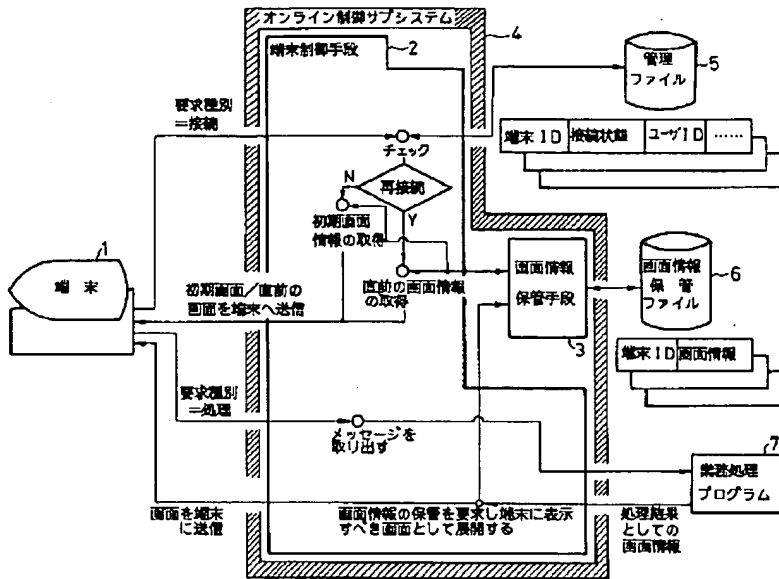 オンライン制御サブシステム
端末制御手段
2
4
管理
ファイル
5
要求種別
=接続
チェック
端末ID
接続状態
ユーザID
……
N
再接続
Y
初期画面
情報の取得
1
端末
初期画面/直前の
画面を端末へ送信
直前の画面情報
の取得
画面情報
保管手段
3
画面情報
保管
ファイル
6
端末ID
画面情報
要求種別
=処理
メッセージを
取り出す
7
業務処理
プログラム
画面を端末
に送信
画面情報の保管を要求し端末に表示
すべき画面として展開する
処理結果
としての
画面情報